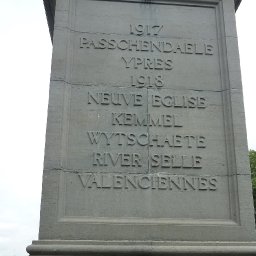 1917
PASSCHENDAELE
YPRES
1918
NEUVE EGLISE
KEMMEL
WYTSCHAETE
RIVER SELLE
VALENCIENNES